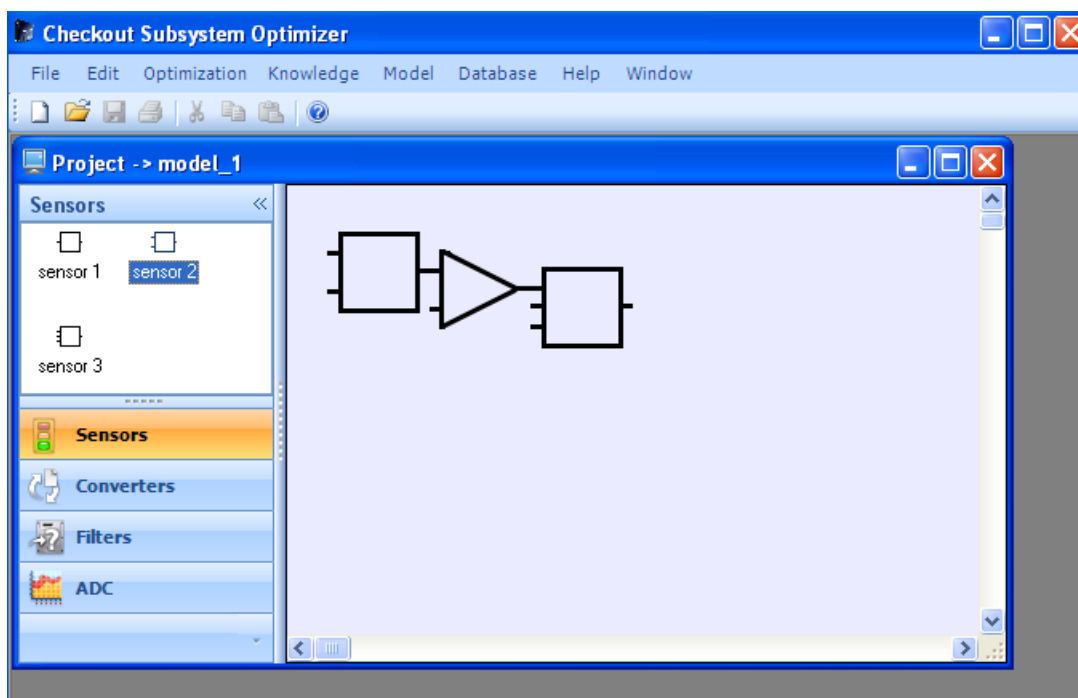 Checkout Subsystem Optimizer
File Edit Optimization Knowledge Model Database Help Window
Project -> model_1
Sensors
sensor 1 sensor 2
sensor 3
Sensors
Converters
Filters
ADC